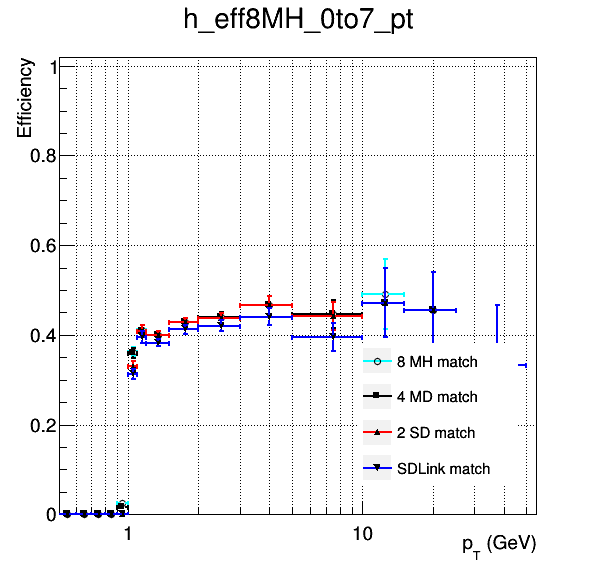 h_eff8MH_0to7_pt
Efficiency
1
0.8
0.6
0.4
0.2
0
8 MH match
4 MD match
2 SD match
SDLink match
1
10
p_T (GeV)